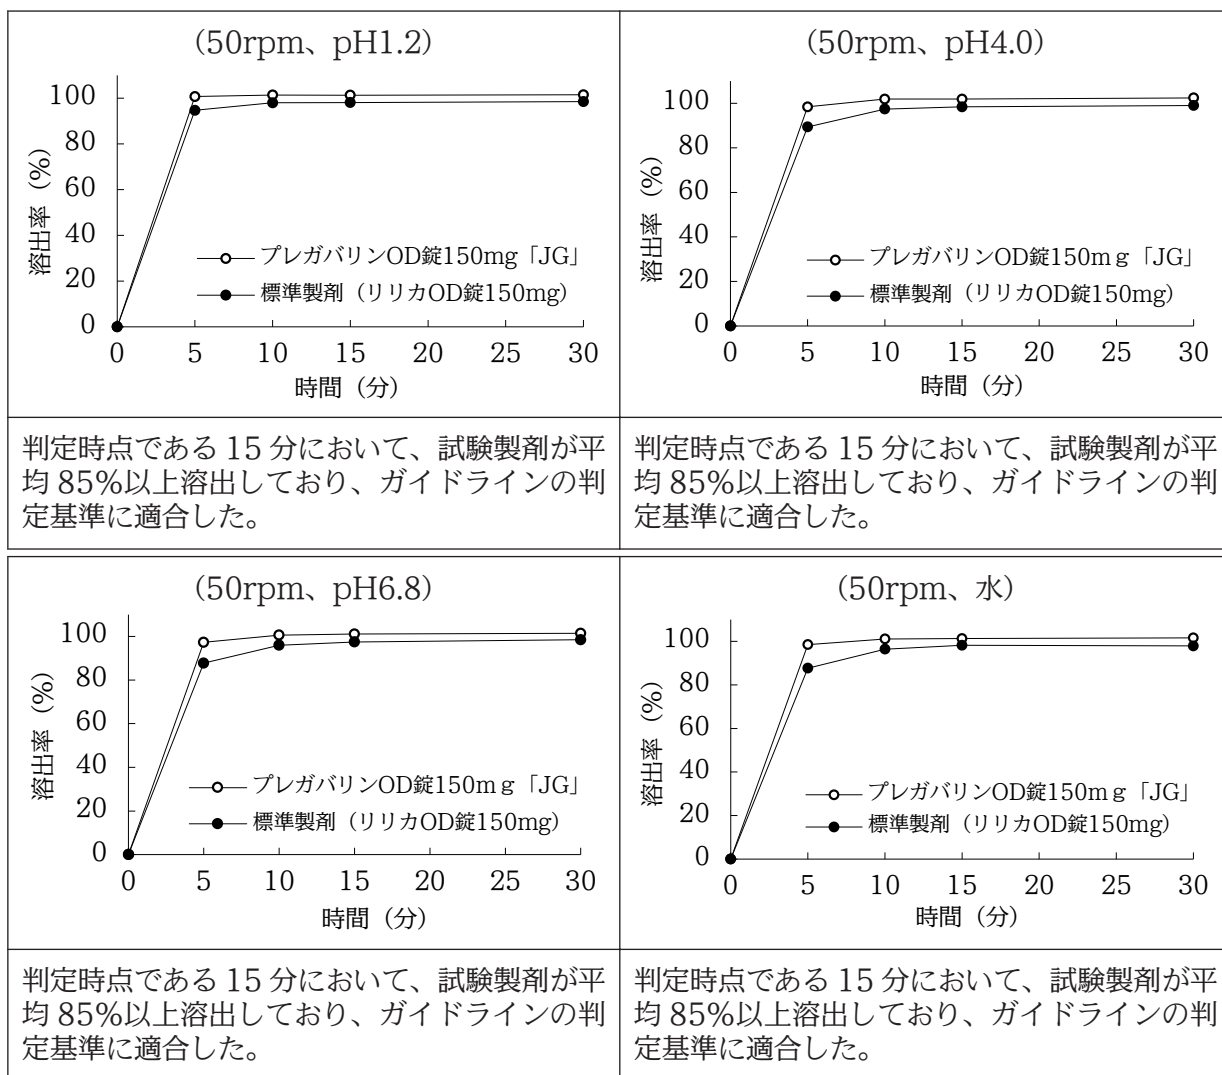 (50rpm、pH1.2)
100
80
60
40
20
0
溶出率 (%)
プレガバリンOD錠150mg「JG」
標準製剤(リリカOD錠150mg)
0 5 10 15 20 25 30
時間(分)
判定時点である 15 分において、試験製剤が平
均 85%以上溶出しており、ガイドラインの判
定基準に適合した。
(50rpm、pH4.0)
100
80
60
40
20
0
溶出率 (%)
プレガバリンOD錠150mg「JG」
標準製剤(リリカOD錠150mg)
0 5 10 15 20 25 30
時間(分)
判定時点である 15 分において、試験製剤が平
均 85%以上溶出しており、ガイドラインの判
定基準に適合した。
(50rpm、pH6.8)
100
80
60
40
20
0
溶出率 (%)
プレガバリンOD錠150mg「JG」
標準製剤(リリカOD錠150mg)
0 5 10 15 20 25 30
時間(分)
判定時点である 15 分において、試験製剤が平
均 85%以上溶出しており、ガイドラインの判
定基準に適合した。
(50rpm、水)
100
80
60
40
20
0
溶出率 (%)
プレガバリンOD錠150mg「JG」
標準製剤(リリカOD錠150mg)
0 5 10 15 20 25 30
時間(分)
判定時点である 15 分において、試験製剤が平
均 85%以上溶出しており、ガイドラインの判
定基準に適合した。